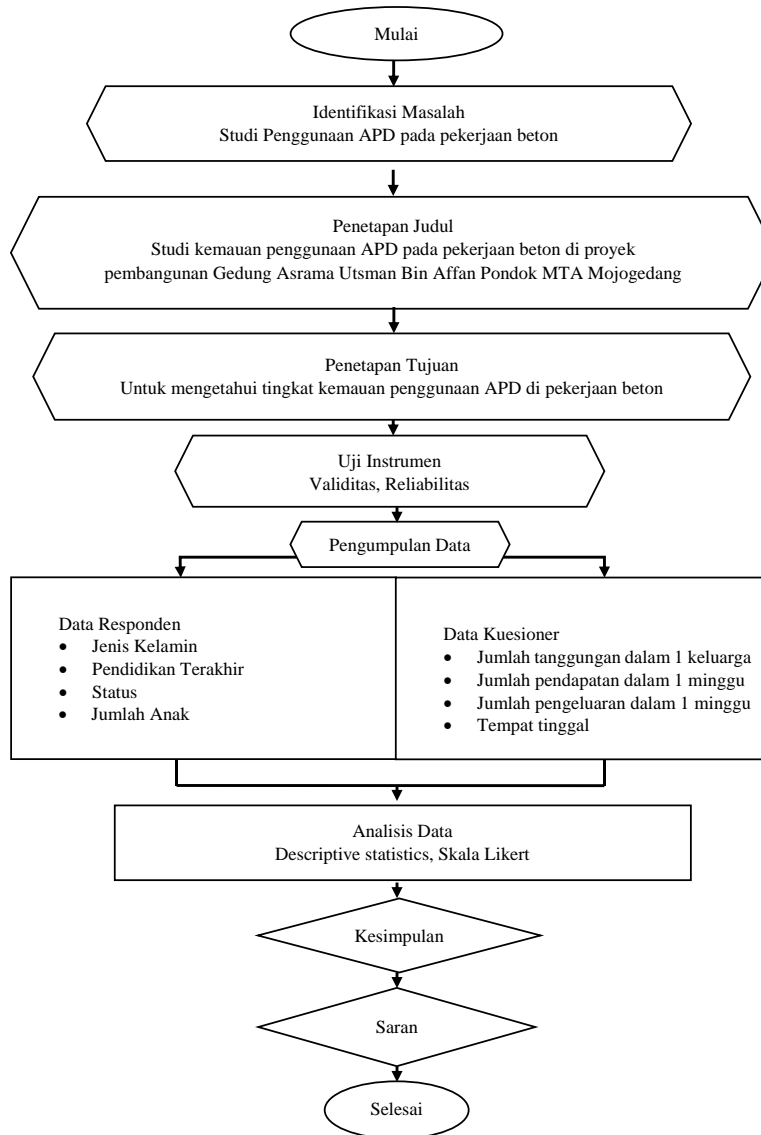 Mulai
Identifikasi Masalah
Studi Penggunaan APD pada pekerjaan beton
Penetapan Judul
Studi kemauan penggunaan APD pada pekerjaan beton di proyek
pembangunan Gedung Asrama Utsman Bin Affan Pondok MTA Mojogedang
Penetapan Tujuan
Untuk mengetahui tingkat kemauan penggunaan APD di pekerjaan beton
Uji Instrumen
Validitas, Reliabilitas
Pengumpulan Data
Data Responden
• Jenis Kelamin
• Pendidikan Terakhir
• Status
• Jumlah Anak
Data Kuesioner
• Jumlah tanggungan dalam 1 keluarga
• Jumlah pendapatan dalam 1 minggu
• Jumlah pengeluaran dalam 1 minggu
• Tempat tinggal
Analisis Data
Descriptive statistics, Skala Likert
Kesimpulan
Saran
Selesai